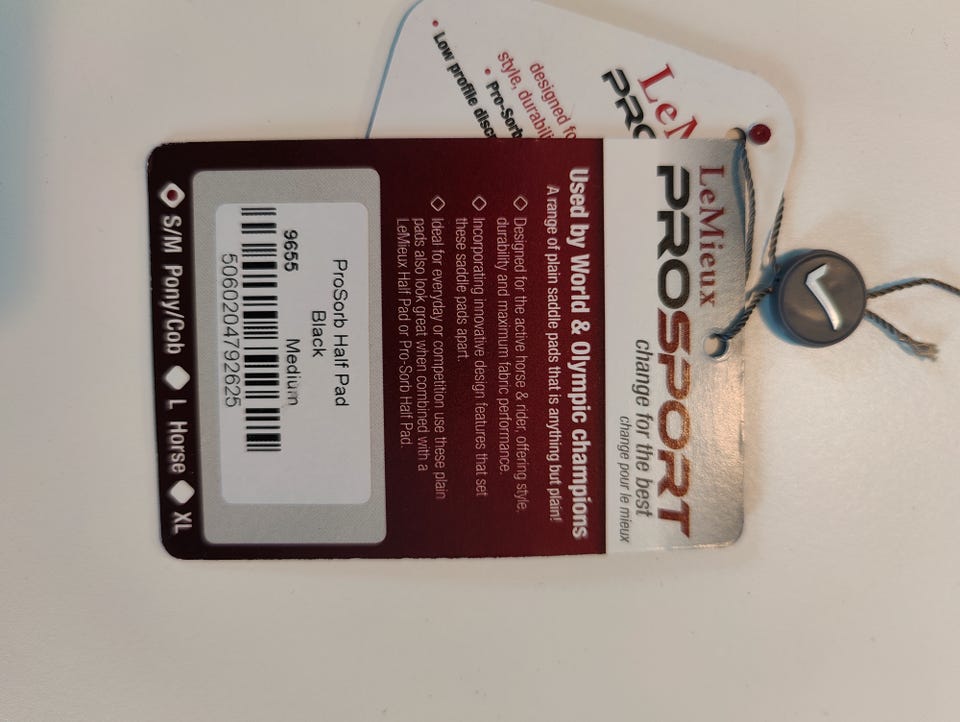 LeMieux
PROSPORT
change for the best
change pour le mieux
Used by World & Olympic champions
A range of plain saddle pads that is anything but plain!
Designed for the active horse & rider, offering style,
durability and maximum fabric performance.
Incorporating innovative design features that set
these saddle pads apart.
Ideal for everyday or competition use these plain
pads also look great when combined with a
LeMieux Half Pad or Pro-Sorb Half Pad.
ProSorb Half Pad
Black
9655 Medium
5060204792625
S/M Pony/Cob L Horse XL
designed
style,
• Pro-Sorb
• Low profile